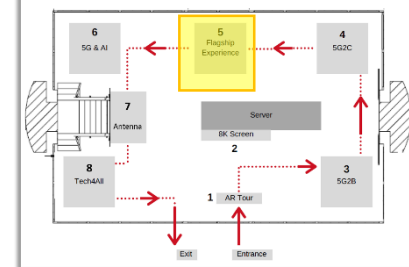 6
5G & AI
5
Flagship
Experience
4
5G2C
7
Antenna
Server
8K Screen
2
8
Tech4All
1
AR Tour
3
5G2B
Exit
Entrance